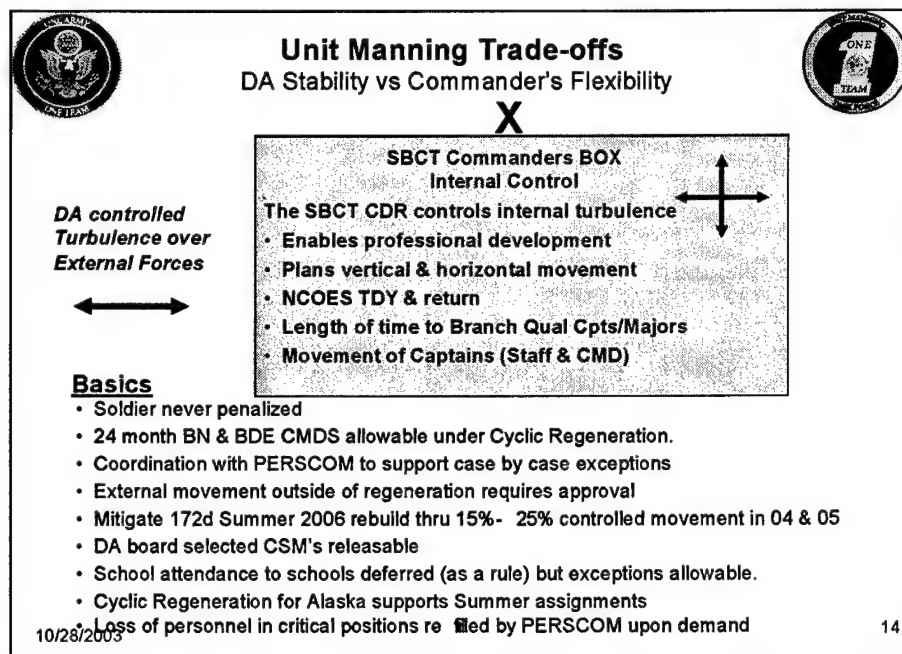 Unit Manning Trade-offs
DA Stability vs Commander's Flexibility
X
ONE
1
TEAM
ONE TEAM
SBCT Commanders BOX
Internal Control
The SBCT CDR controls internal turbulence
• Enables professional development
• Plans vertical & horizontal movement
• NCOES TDY & return
• Length of time to Branch Qual Cpts/Majors
• Movement of Captains (Staff & CMD)
DA controlled
Turbulence over
External Forces
Basics
• Soldier never penalized
• 24 month BN & BDE CMDS allowable under Cyclic Regeneration.
• Coordination with PERSCOM to support case by case exceptions
• External movement outside of regeneration requires approval
• Mitigate 172d Summer 2006 rebuild thru 15%- 25% controlled movement in 04 & 05
• DA board selected CSM's releasable
• School attendance to schools deferred (as a rule) but exceptions allowable.
• Cyclic Regeneration for Alaska supports Summer assignments
• Loss of personnel in critical positions re filled by PERSCOM upon demand
10/28/2003
14